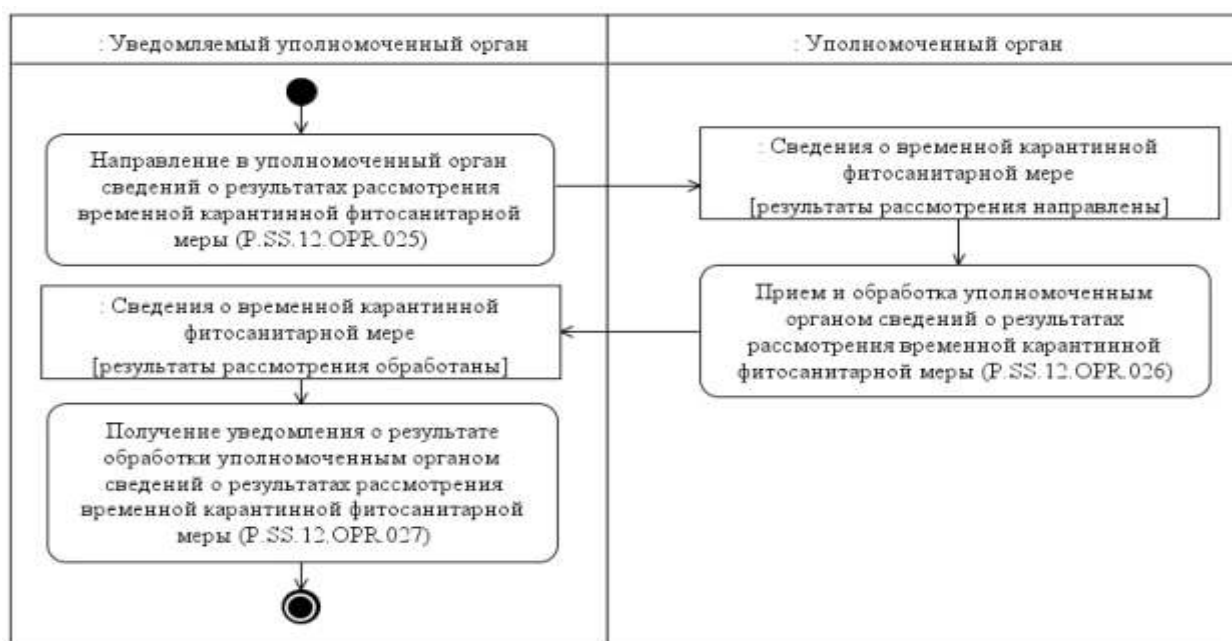 : Уведомляемый уполномоченный орган
: Уполномоченный орган
Направление в уполномоченный орган
сведений о результатах рассмотрения
временной карантинной фитосанитарной
меры (P.SS.12.OPR.025)
: Сведения о временной карантинной
фитосанитарной мере
[результаты рассмотрения направлены]
Прием и обработка уполномоченным
органом сведений о результатах
рассмотрения временной карантинной
фитосанитарной меры (P.SS.12.OPR.026)
: Сведения о временной карантинной
фитосанитарной мере
[результаты рассмотрения обработаны]
Получение уведомления о результате
обработки уполномоченным органом
сведений о результатах рассмотрения
временной карантинной фитосанитарной
меры (P.SS.12.OPR.027)